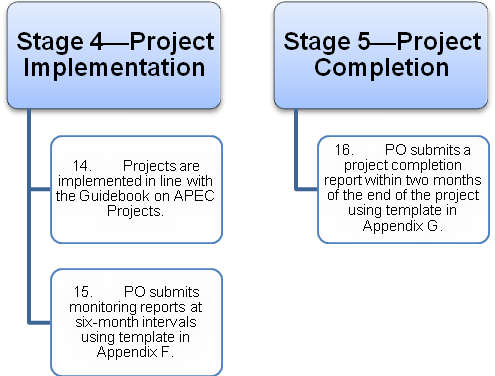 Stage 4—Project
Implementation
14. Projects are
implemented in line with
the Guidebook on APEC
Projects.
15. PO submits
monitoring reports at
six-month intervals
using template in
Appendix F.
Stage 5—Project
Completion
16. PO submits a
project completion
report within two months
of the end of the project
using template in
Appendix G.